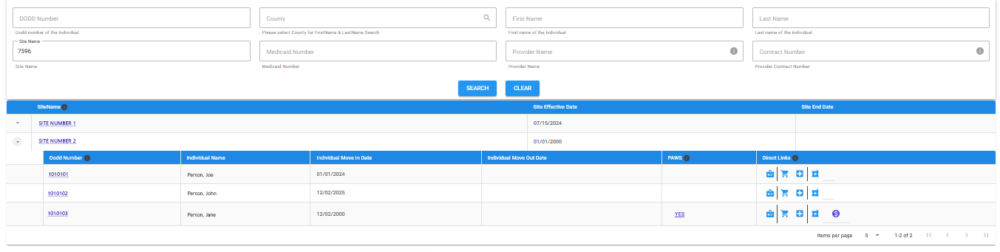 DODD Number County First Name Last Name
Dodd number of the Individual Please select County for FirstName & LastName Search First name of the Individual Last name of the Individual
Site Name
7596 Medicaid Number Provider Name Contract Number
Site Name Medicaid Number Provider Name Provider Contract Number
SEARCH CLEAR
SiteName Site Effective Date Site End Date
SITE NUMBER 1 07/15/2024
SITE NUMBER 2 01/01/2000
Dodd Number Individual Name Individual Move In Date Individual Move Out Date PAWS Direct Links
1010101 Person, Joe 01/01/2024
1010102 Person, John 12/02/2025
1010103 Person, Jane 12/02/2000 YES
Items per page 5 1-2 of 2